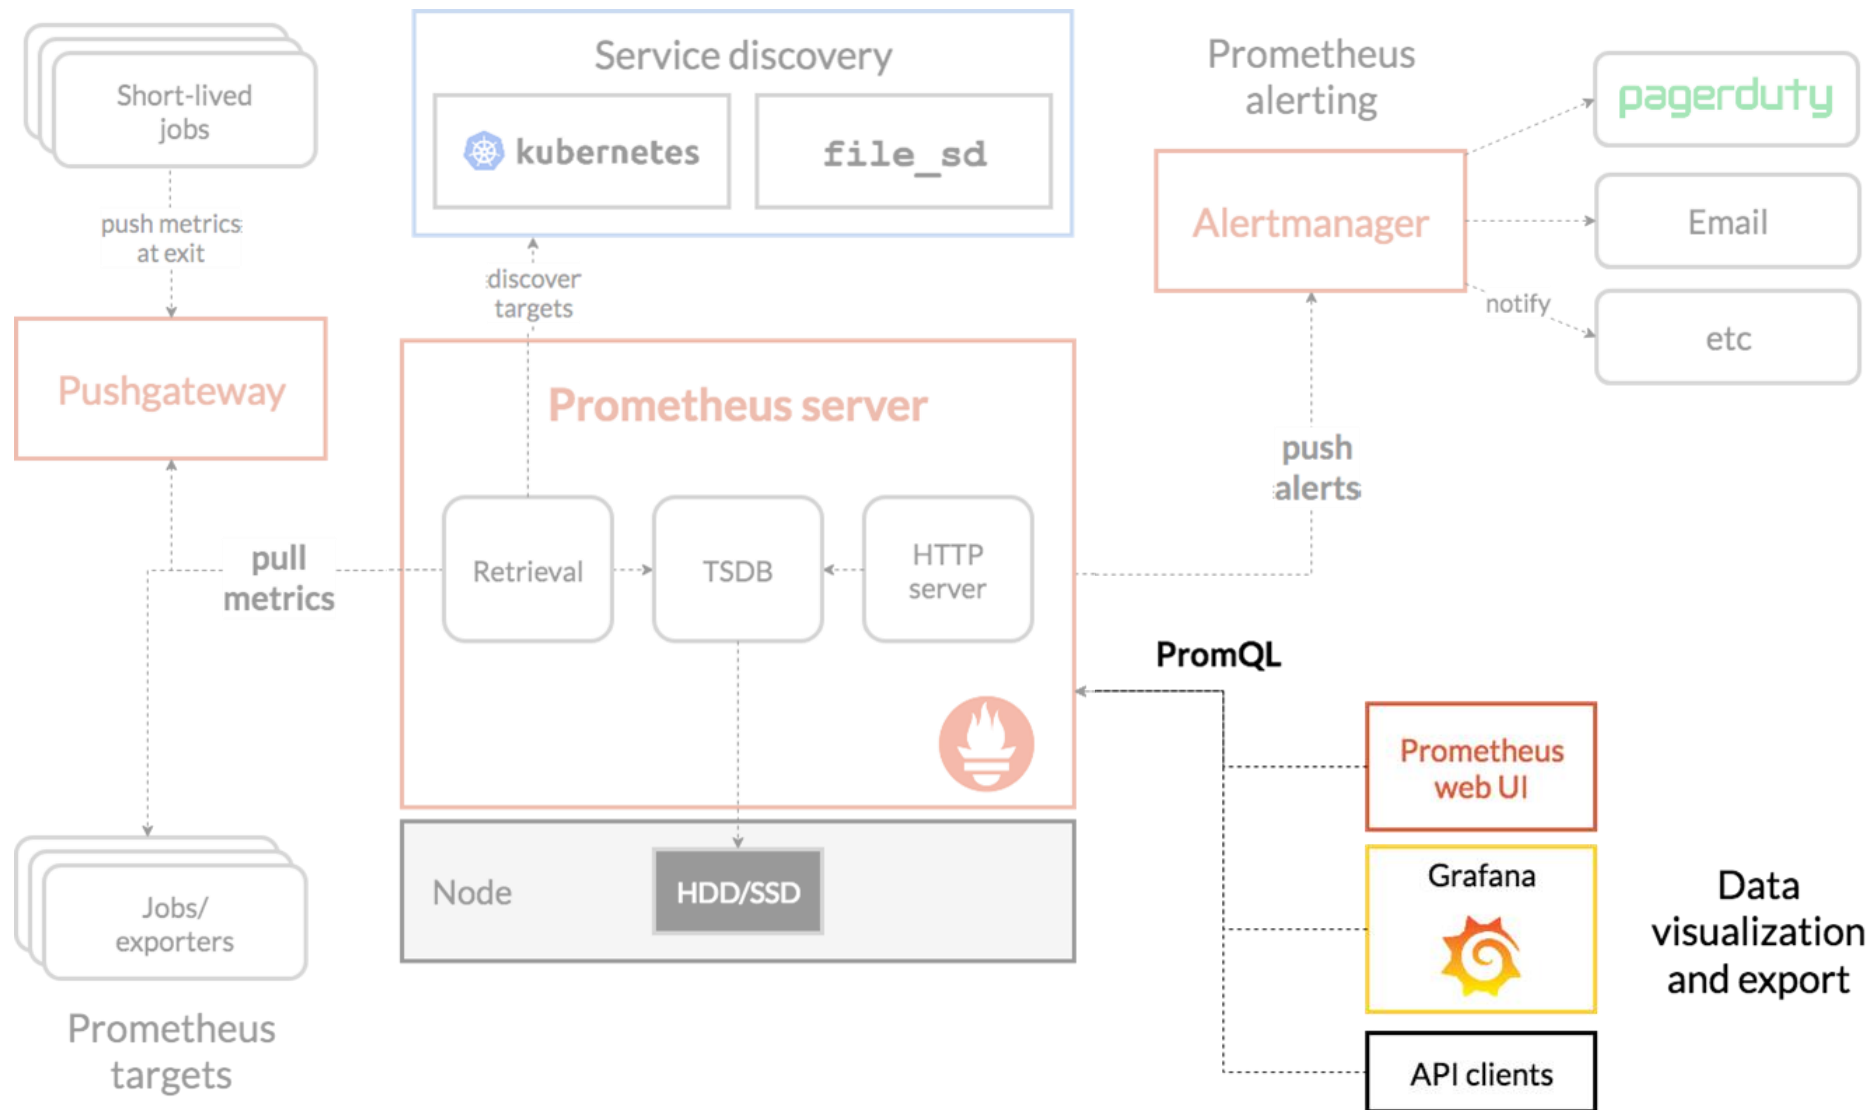 Short-lived
jobs
push metrics
at exit
Pushgateway
pull
metrics
Jobs/
exporters
Prometheus
targets
Service discovery
kubernetes
file_sd
discover
targets
Prometheus server
Retrieval
TSDB
HTTP
server
Node
HDD/SSD
Prometheus
alerting
Alertmanager
pagerduty
Email
notify
etc
push
alerts
PromQL
Prometheus
web UI
Grafana
API clients
Data
visualization
and export